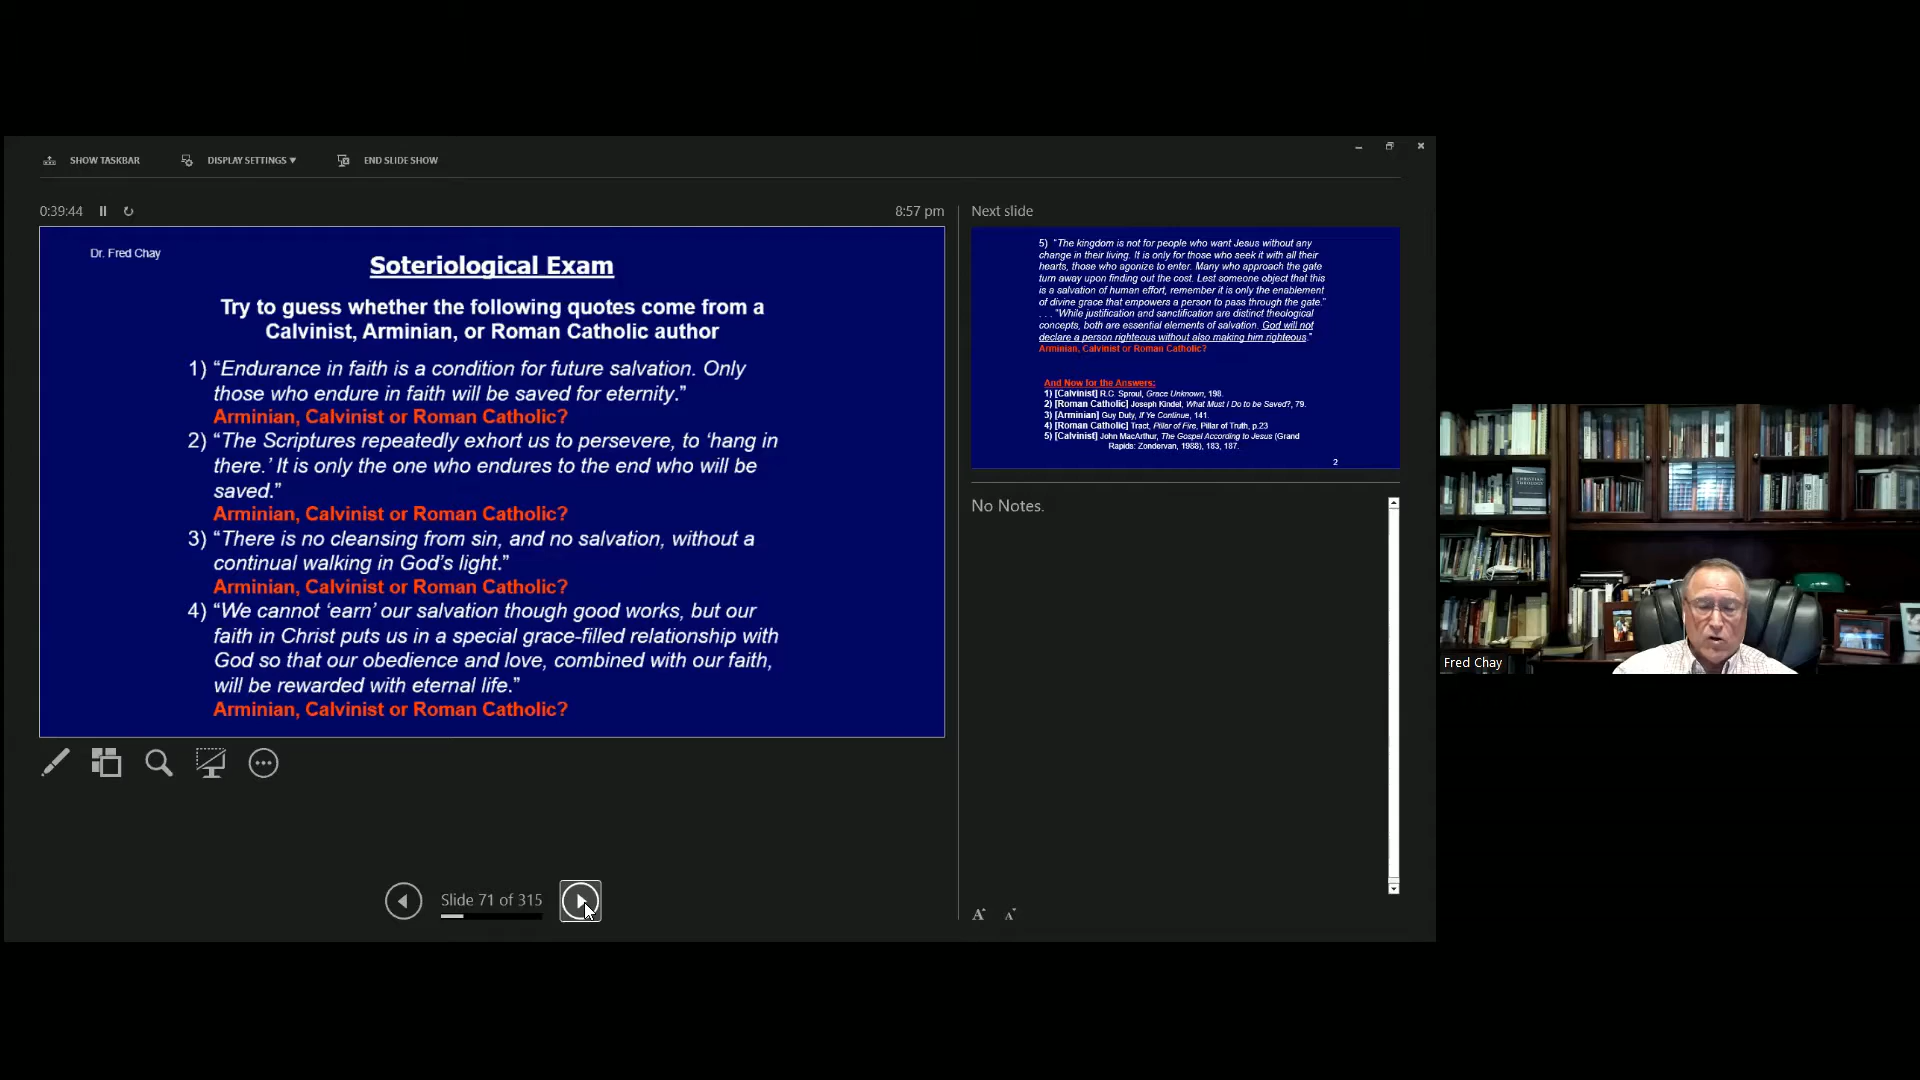 SHOW TASKBAR
DISPLAY SETTINGS ▾
END SLIDE SHOW
0:39:44
8:57 pm
Dr. Fred Chay
Soteriological Exam
Try to guess whether the following quotes come from a
Calvinist, Arminian, or Roman Catholic author
1) “Endurance in faith is a condition for future salvation. Only
those who endure in faith will be saved for eternity.”
Arminian, Calvinist or Roman Catholic?
2) “The Scriptures repeatedly exhort us to persevere, to ‘hang in
there.’ It is only the one who endures to the end who will be
saved.”
Arminian, Calvinist or Roman Catholic?
3) “There is no cleansing from sin, and no salvation, without a
continual walking in God’s light.”
Arminian, Calvinist or Roman Catholic?
4) “We cannot ‘earn’ our salvation though good works, but our
faith in Christ puts us in a special grace-filled relationship with
God so that our obedience and love, combined with our faith,
will be rewarded with eternal life.”
Arminian, Calvinist or Roman Catholic?
Slide 71 of 315
Next slide
5) “The kingdom is not for people who want Jesus without any
change in their living. It is only for those who seek it with all their
hearts, those who agonize to enter. Many who approach the gate
turn away upon finding out the cost. Lest someone object that this
is a salvation of human effort, remember it is only the enablement
of divine grace that empowers a person to pass through the gate.”
. . . “While justification and sanctification are distinct theological
concepts, both are essential elements of salvation. God will not
declare a person righteous without also making him righteous.”
Arminian, Calvinist or Roman Catholic?
And Now for the Answers:
1) [Calvinist] R.C. Sproul, Grace Unknown, 198.
2) [Roman Catholic] Joseph Kindel, What Must I Do to be Saved?, 79.
3) [Arminian] Guy Duty, If Ye Continue, 141.
4) [Roman Catholic] Tract, Pillar of Fire, Pillar of Truth, p.23
5) [Calvinist] John MacArthur, The Gospel According to Jesus (Grand
Rapids: Zondervan, 1988), 183, 187.
2
No Notes.
A A
Fred Chay